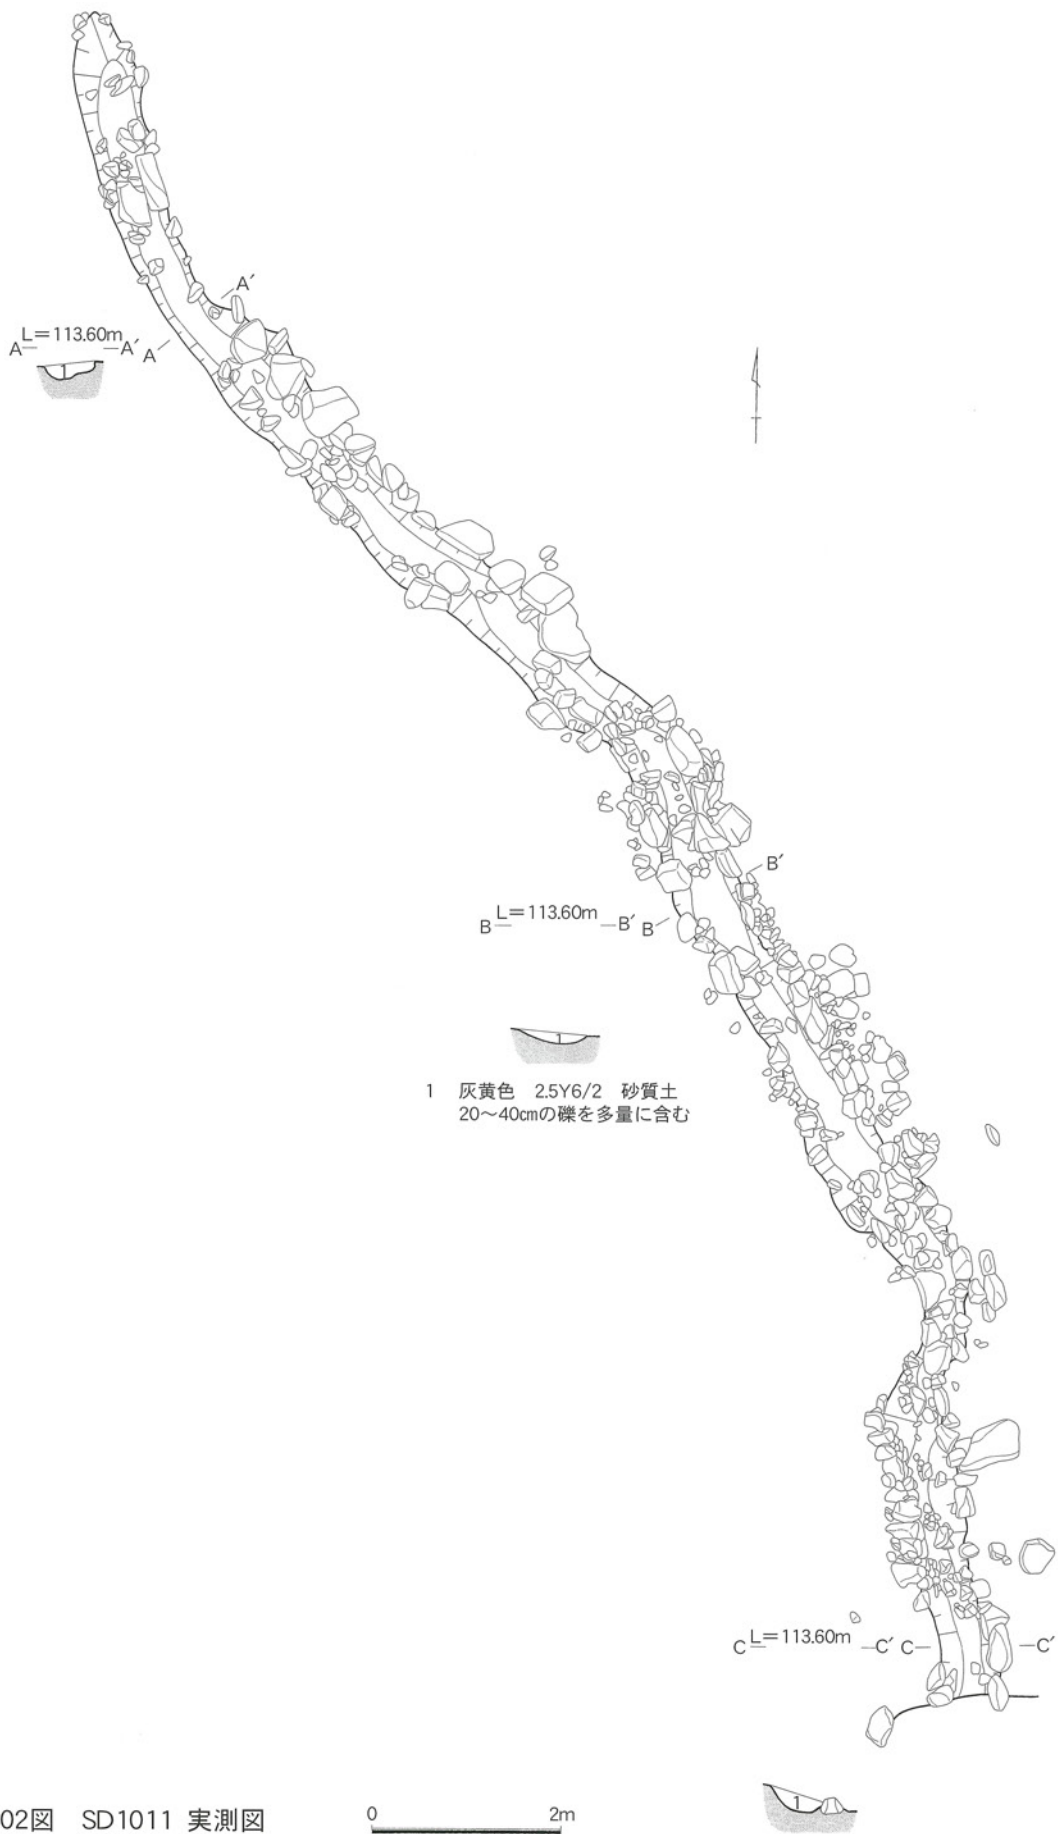 A′
L=113.60m
A A′ A
1
B′
L=113.60m
B B′ B
1
1 灰黄色 2.5Y6/2 砂質土
20～40㎝の礫を多量に含む
L=113.60m
C C′ C C′
1
02図 SD1011 実測図
0 2m